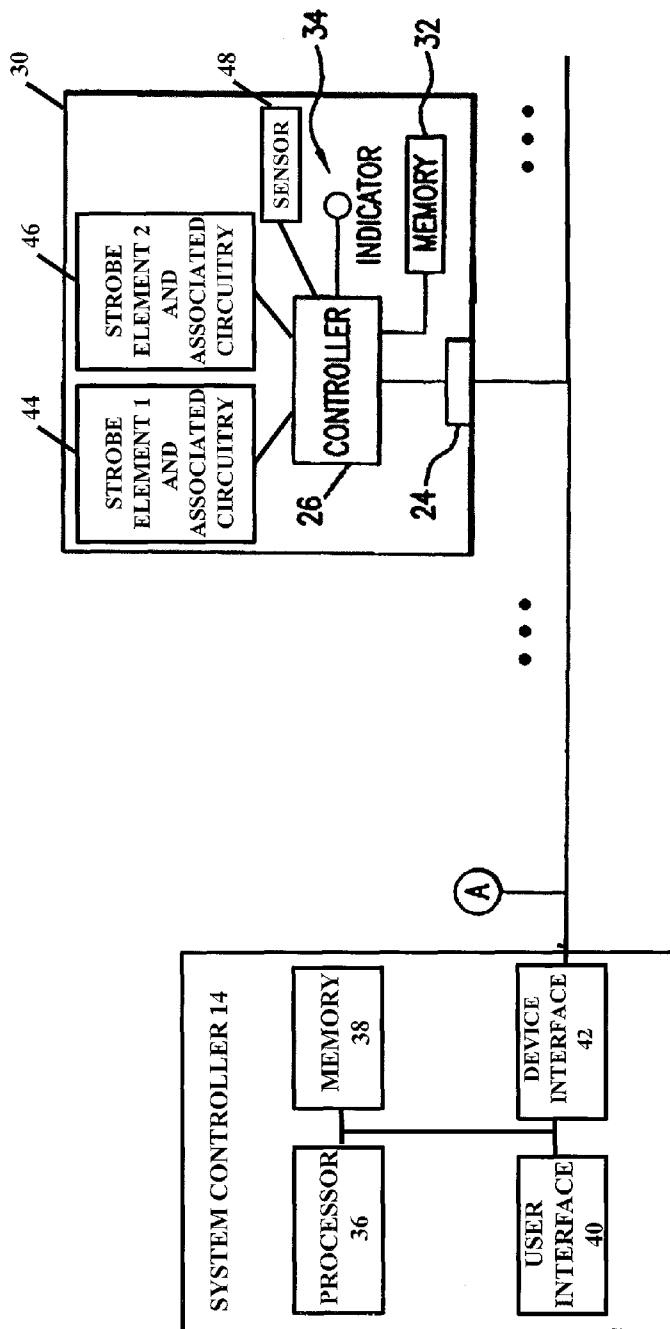 SYSTEM CONTROLLER 14
PROCESSOR
36
MEMORY
38
USER
INTERFACE
40
DEVICE
INTERFACE
42
A
44
STROBE
ELEMENT 1
AND
ASSOCIATED
CIRCUITRY
46
STROBE
ELEMENT 2
AND
ASSOCIATED
CIRCUITRY
30
48
SENSOR
34
INDICATOR
CONTROLLER
26
MEMORY
32
24